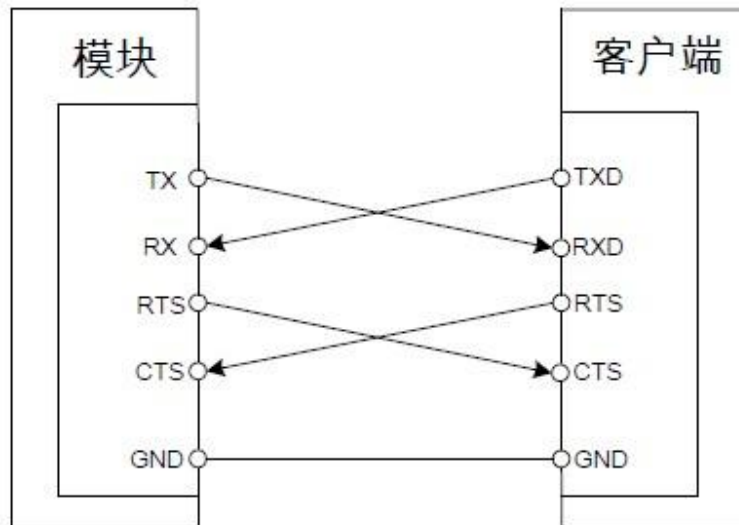 模块
客户端
TX
TXD
RX
RXD
RTS
RTS
CTS
CTS
GND
GND